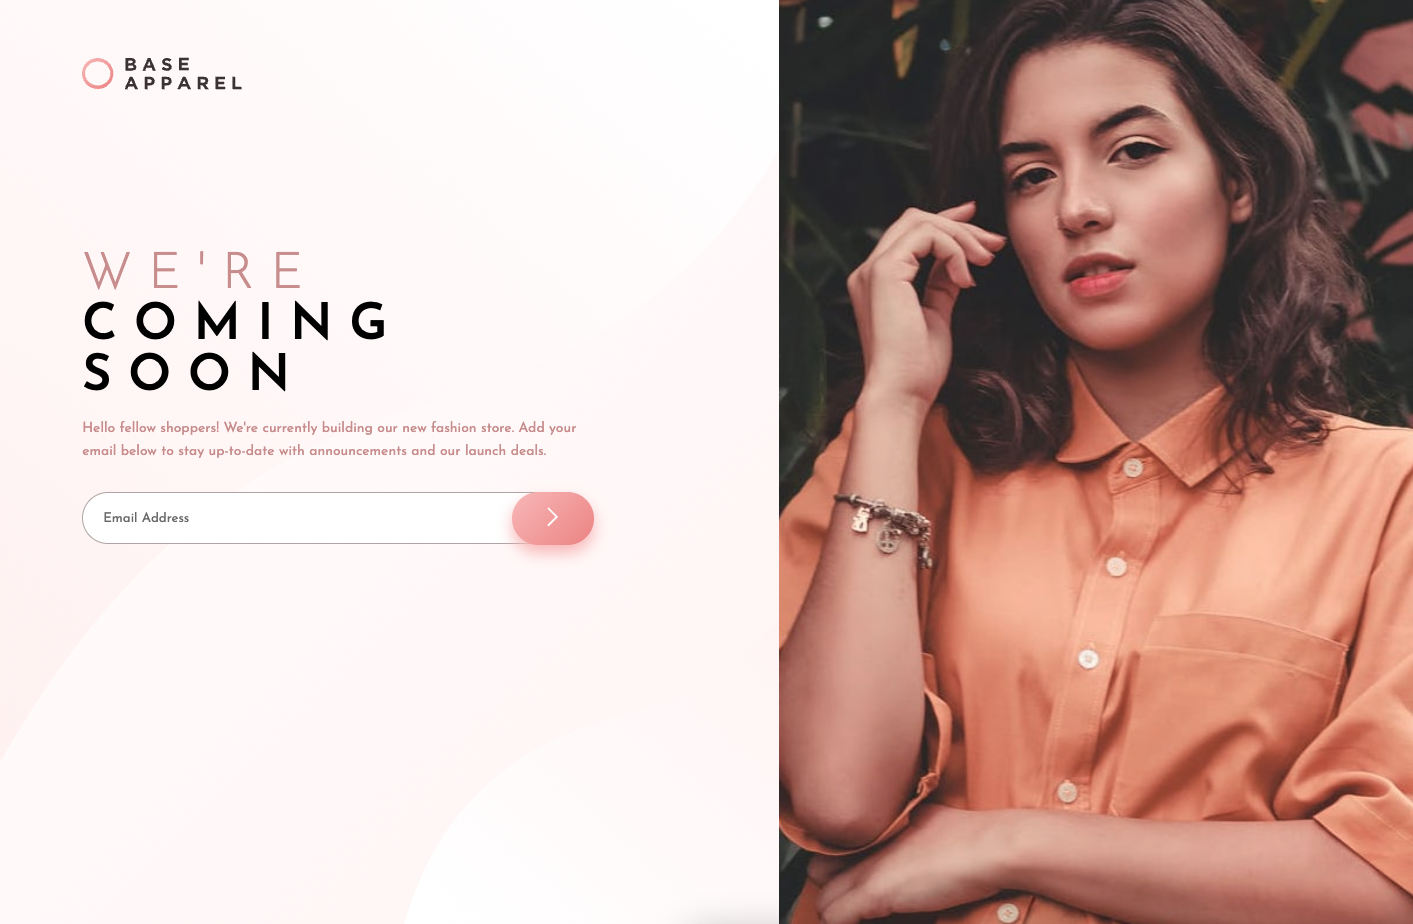 BASE
APPAREL
WE'RE
COMING
SOON
Hello fellow shoppers! We're currently building our new fashion store. Add your
email below to stay up-to-date with announcements and our launch deals.
Email Address